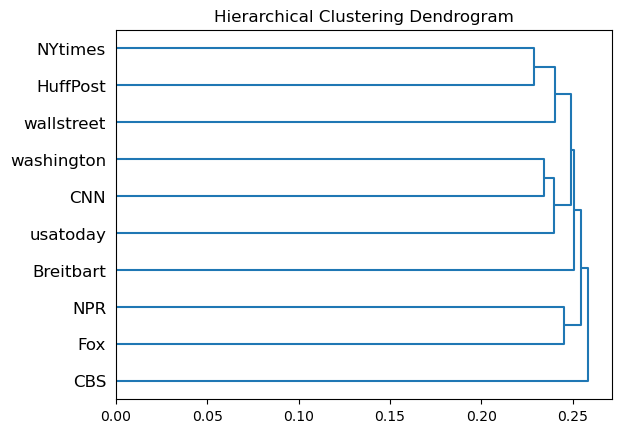 Hierarchical Clustering Dendrogram
NYtimes
HuffPost
wallstreet
washington
CNN
usatoday
Breitbart
NPR
Fox
CBS
0.00 0.05 0.10 0.15 0.20 0.25